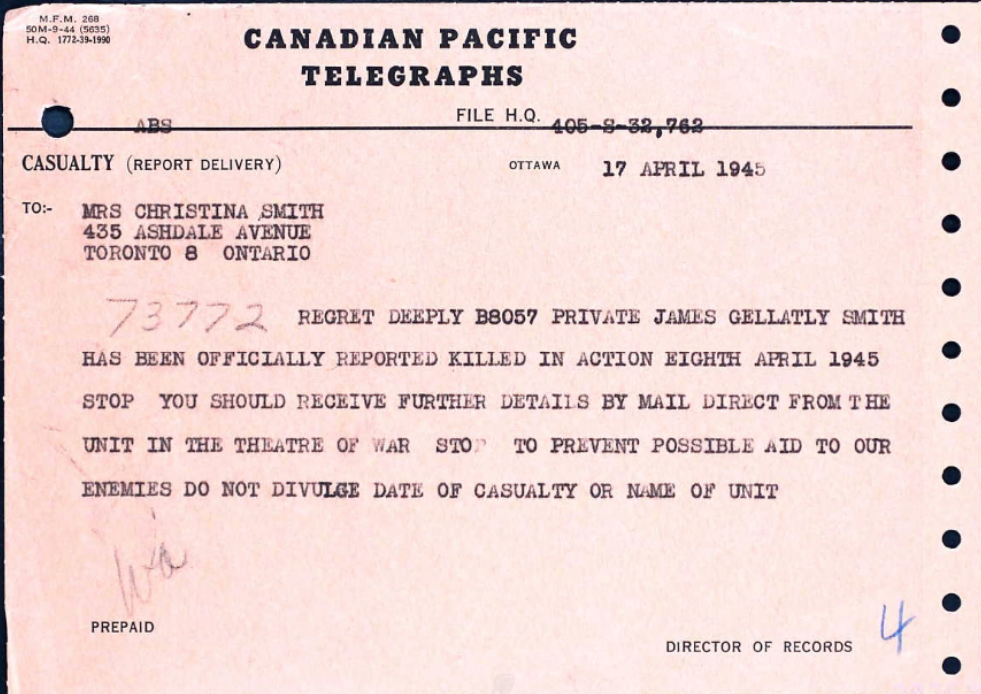 M.F.M. 268
50M-9-44 (5635)
H.Q. 1772-39-1990
CANADIAN PACIFIC
TELEGRAPHS
ABS FILE H.Q. 405-S-32,762
CASUALTY (REPORT DELIVERY) OTTAWA 17 APRIL 1945
TO:- MRS CHRISTINA SMITH
435 ASHDALE AVENUE
TORONTO 8 ONTARIO
73772 REGRET DEEPLY B8057 PRIVATE JAMES GELLATLY SMITH
HAS BEEN OFFICIALLY REPORTED KILLED IN ACTION EIGHTH APRIL 1945
STOP YOU SHOULD RECEIVE FURTHER DETAILS BY MAIL DIRECT FROM THE
UNIT IN THE THEATRE OF WAR STOP TO PREVENT POSSIBLE AID TO OUR
ENEMIES DO NOT DIVULGE DATE OF CASUALTY OR NAME OF UNIT
PREPAID
DIRECTOR OF RECORDS 4